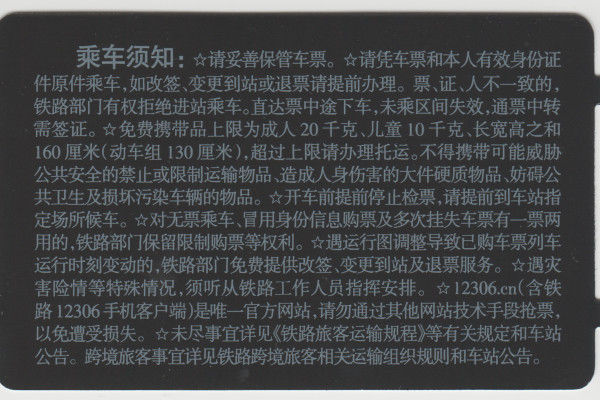 乘车须知：☆请妥善保管车票。☆请凭车票和本人有效身份证
件原件乘车，如改签、变更到站或退票请提前办理。票、证、人不一致的，
铁路部门有权拒绝进站乘车。直达票中途下车，未乘区间失效，通票中转
需签证。☆免费携带品上限为成人 20 千克、儿童 10 千克、长宽高之和
160 厘米（动车组 130 厘米），超过上限请办理托运。不得携带可能威胁
公共安全的禁止或限制运输物品、造成人身伤害的大件硬质物品、妨碍公
共卫生及损坏污染车辆的物品。☆开车前提前停止检票，请提前到车站指
定场所候车。☆对无票乘车、冒用身份信息购票及多次挂失车票有一票两
用的，铁路部门保留限制购票等权利。☆遇运行图调整导致已购车票列车
运行时刻变动的，铁路部门免费提供改签、变更到站及退票服务。☆遇灾
害险情等特殊情况，须听从铁路工作人员指挥安排。☆12306.cn（含铁
路 12306 手机客户端）是唯一官方网站，请勿通过其他网站技术手段抢票，
以免遭受损失。☆未尽事宜详见《铁路旅客运输规程》等有关规定和车站
公告。跨境旅客事宜详见铁路跨境旅客相关运输组织规则和车站公告。